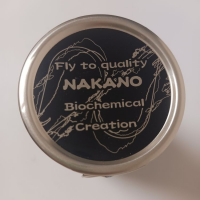 Fly to quality
NAKANO
Biochemical
Creation